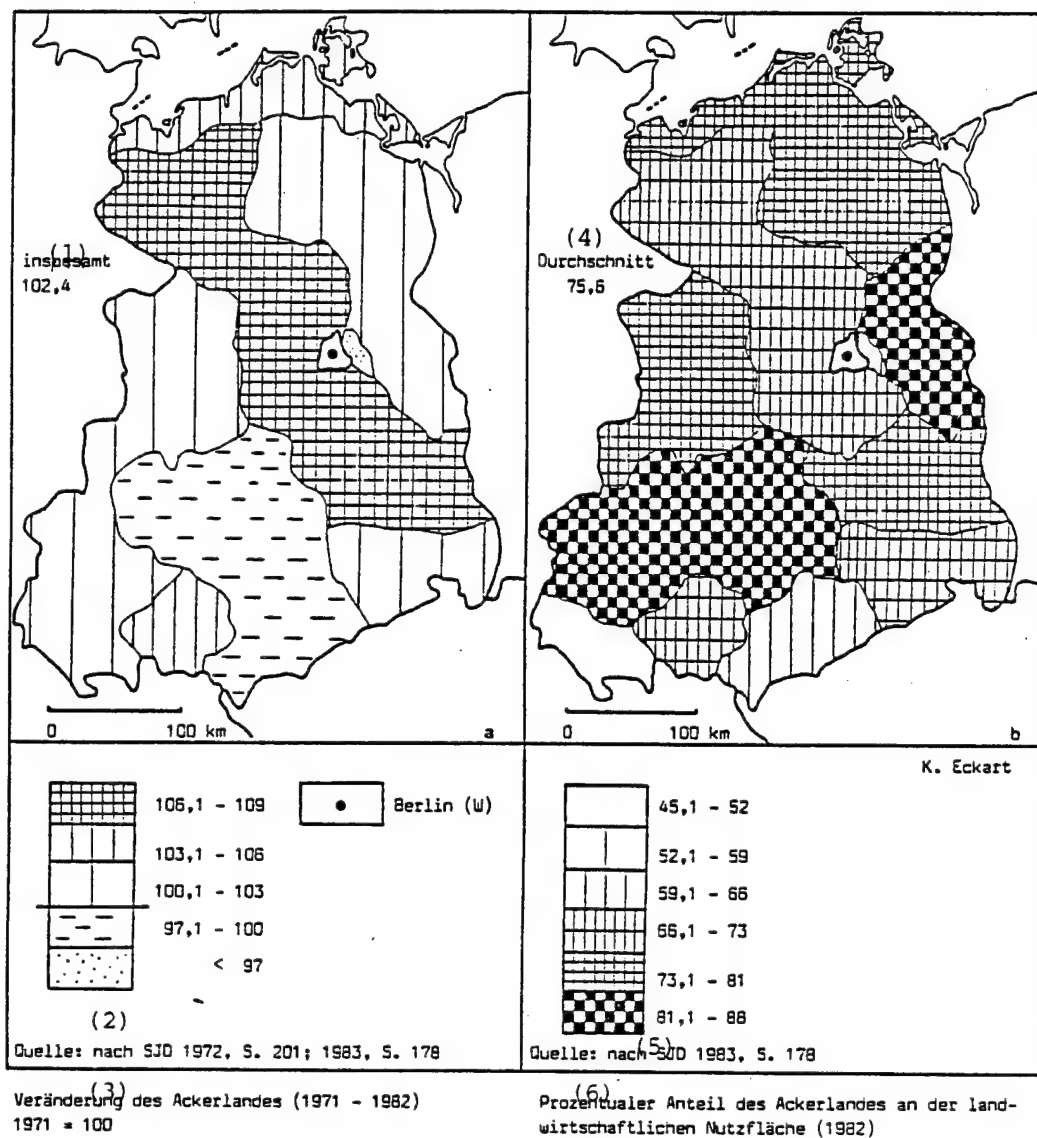 (1)
insgesamt
102,4
0 100 km
a
(4)
Durchschnitt
75,6
0 100 km
b
106,1 - 109
103,1 - 106
100,1 - 103
97,1 - 100
< 97
Berlin (W)
(2)
Quelle: nach SJD 1972, S. 201; 1983, S. 178
K. Eckart
45,1 - 52
52,1 - 59
59,1 - 66
66,1 - 73
73,1 - 81
81,1 - 88
(5)
Quelle: nach SJD 1983, S. 178
(3)
Veränderung des Ackerlandes (1971 - 1982)
1971 = 100
(6)
Prozentualer Anteil des Ackerlandes an der land-
wirtschaftlichen Nutzfläche (1982)